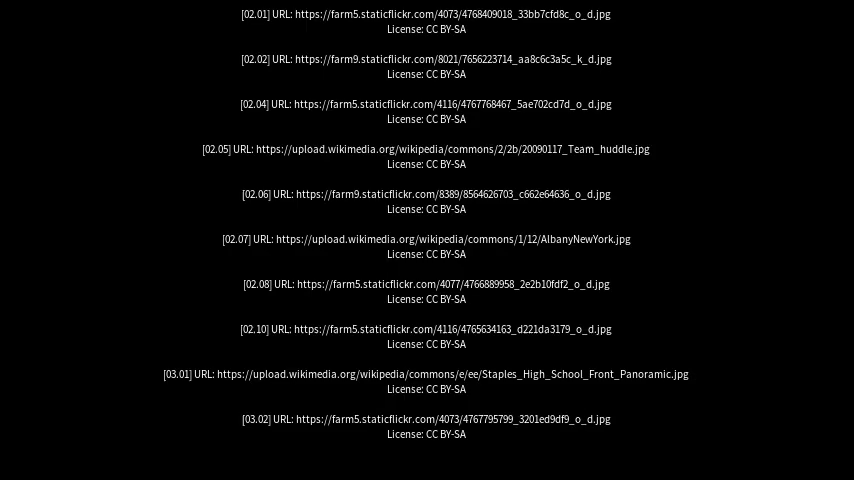 [02.01] URL: https://farm5.staticflickr.com/4073/4768409018_33bb7cfd8c_o_d.jpg
License: CC BY-SA
[02.02] URL: https://farm9.staticflickr.com/8021/7656223714_aa8c6c3a5c_k_d.jpg
License: CC BY-SA
[02.04] URL: https://farm5.staticflickr.com/4116/4767768467_5ae702cd7d_o_d.jpg
License: CC BY-SA
[02.05] URL: https://upload.wikimedia.org/wikipedia/commons/2/2b/20090117_Team_huddle.jpg
License: CC BY-SA
[02.06] URL: https://farm9.staticflickr.com/8389/8564626703_c662e64636_o_d.jpg
License: CC BY-SA
[02.07] URL: https://upload.wikimedia.org/wikipedia/commons/1/12/AlbanyNewYork.jpg
License: CC BY-SA
[02.08] URL: https://farm5.staticflickr.com/4077/4766889958_2e2b10fdf2_o_d.jpg
License: CC BY-SA
[02.10] URL: https://farm5.staticflickr.com/4116/4765634163_d221da3179_o_d.jpg
License: CC BY-SA
[03.01] URL: https://upload.wikimedia.org/wikipedia/commons/e/ee/Staples_High_School_Front_Panoramic.jpg
License: CC BY-SA
[03.02] URL: https://farm5.staticflickr.com/4073/4767795799_3201ed9df9_o_d.jpg
License: CC BY-SA